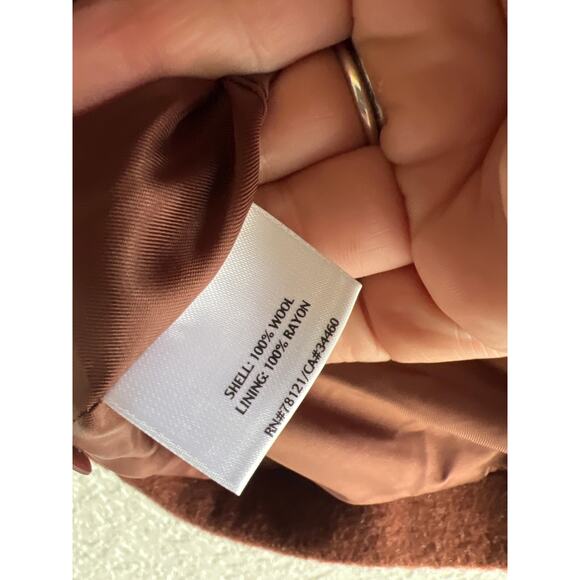 SHELL: 100% WOOL
LINING: 100% RAYON
RN#78121/CA#34460